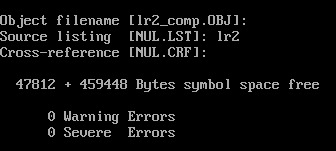 Object filename [lr2_comp.OBJ]:
Source listing  [NUL.LST]: lr2
Cross-reference [NUL.CRF]:
47812 + 459448 Bytes symbol space free
0 Warning Errors
0 Severe  Errors